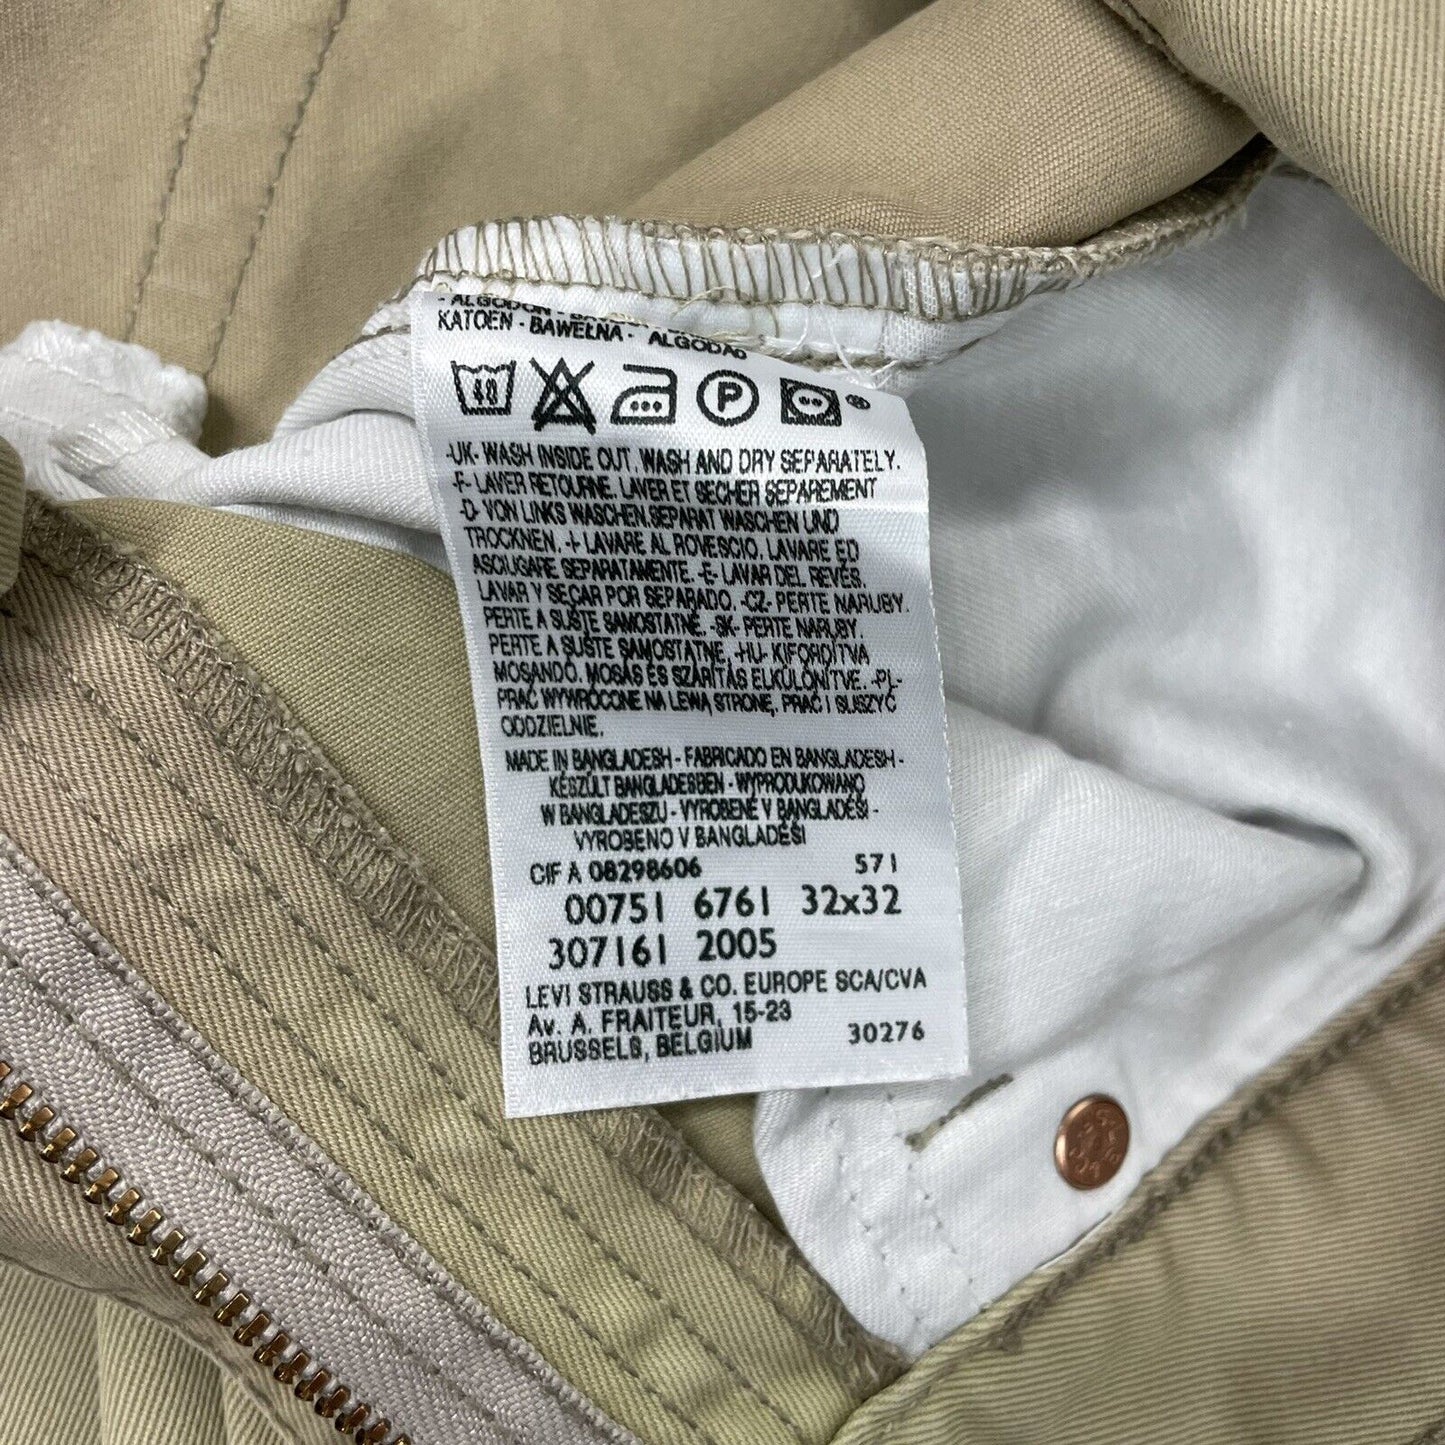 - ALGODON -
KATOEN - BAWEŁNA - ALGODÃO
40
P
®
-UK- WASH INSIDE OUT. WASH AND DRY SEPARATELY.
-F- LAVER RETOURNE. LAVER ET SECHER SEPAREMENT
-D- VON LINKS WASCHEN.SEPARAT WASCHEN UND
TROCKNEN. -I- LAVARE AL ROVESCIO. LAVARE ED
ASCIUGARE SEPARATAMENTE. -E- LAVAR DEL REVÉS.
LAVAR Y SECAR POR SEPARADO. -CZ- PERTE NARUBY.
PERTE A SUŠTE SAMOSTATNĚ. -SK- PERTE NARUBY.
PERTE A SUŠTE SAMOSTATNE. -HU- KIFORDÍTVA
MOSANDÓ. MOSÁS ÉS SZÁRÍTÁS ELKÜLÖNÍTVE. -PL-
PRAĆ WYWRÓCONE NA LEWĄ STRONĘ, PRAĆ I SUSZYĆ
ODDZIELNIE.
MADE IN BANGLADESH - FABRICADO EN BANGLADESH -
KÉSZÜLT BANGLADESBEN - WYPRODUKOWANO
W BANGLADESZU - VYROBENÉ V BANGLADÉŠI -
VYROBENO V BANGLADÉŠI
CIF A 08298606 571
00751 6761 32x32
307161 2005
LEVI STRAUSS & CO. EUROPE SCA/CVA
AV. A. FRAITEUR, 15-23
BRUSSELS, BELGIUM 30276